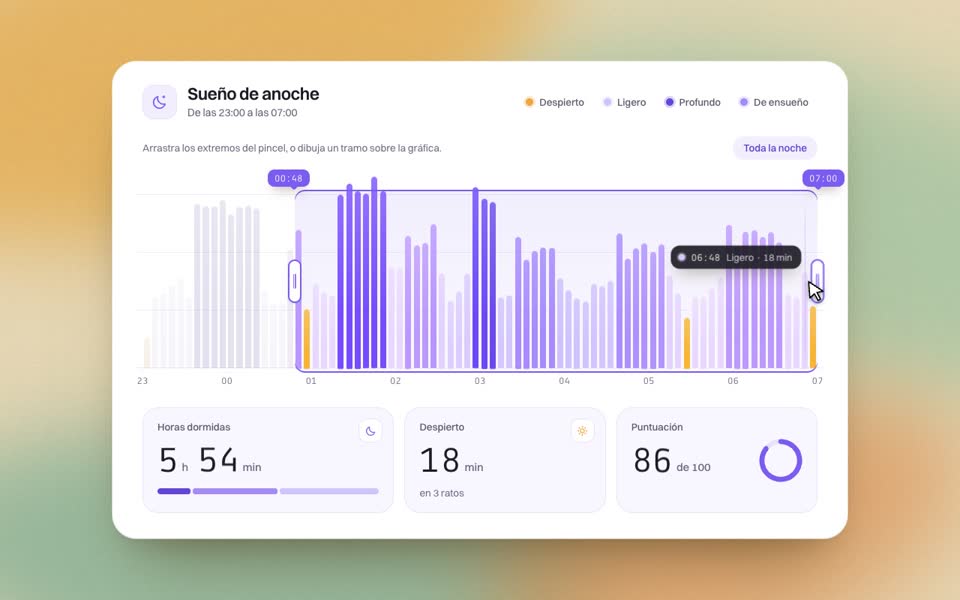 Sueño de anoche
De las 23:00 a las 07:00
Despierto
Ligero
Profundo
De ensueño
Arrastra los extremos del pincel, o dibuja un tramo sobre la gráfica.
Toda la noche
00:48
07:00
06:48 Ligero · 18 min
23 00 01 02 03 04 05 06 07
Horas dormidas
5 h 54 min
Despierto
18 min
en 3 ratos
Puntuación
86 de 100